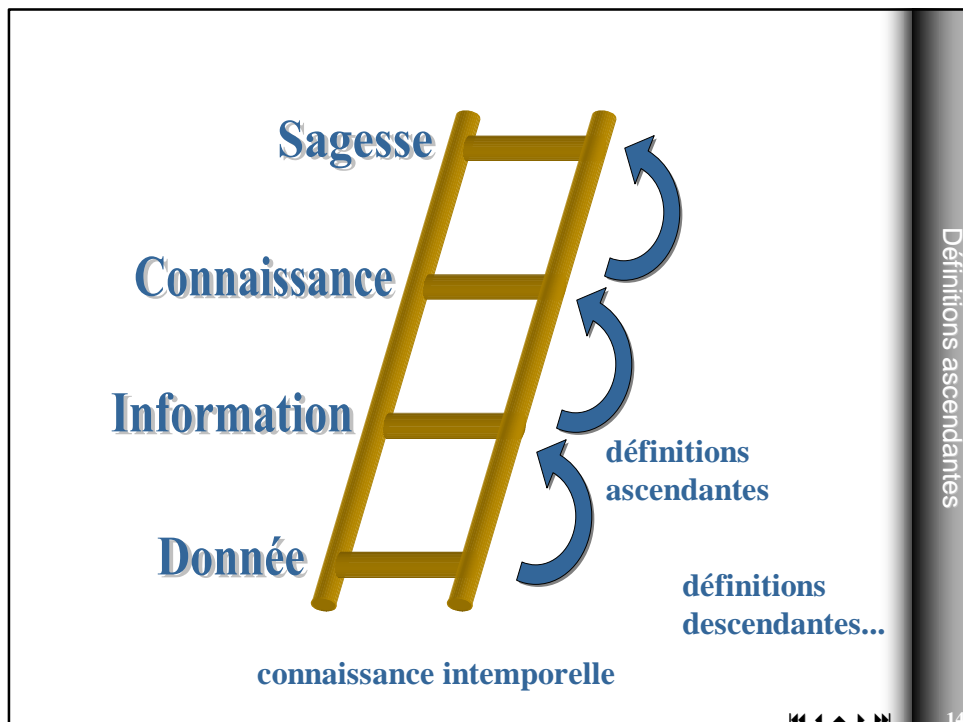 Sagesse
Connaissance
Information
définitions
ascendantes
Donnée
définitions
descendantes...
connaissance intemporelle
Définitions ascendantes